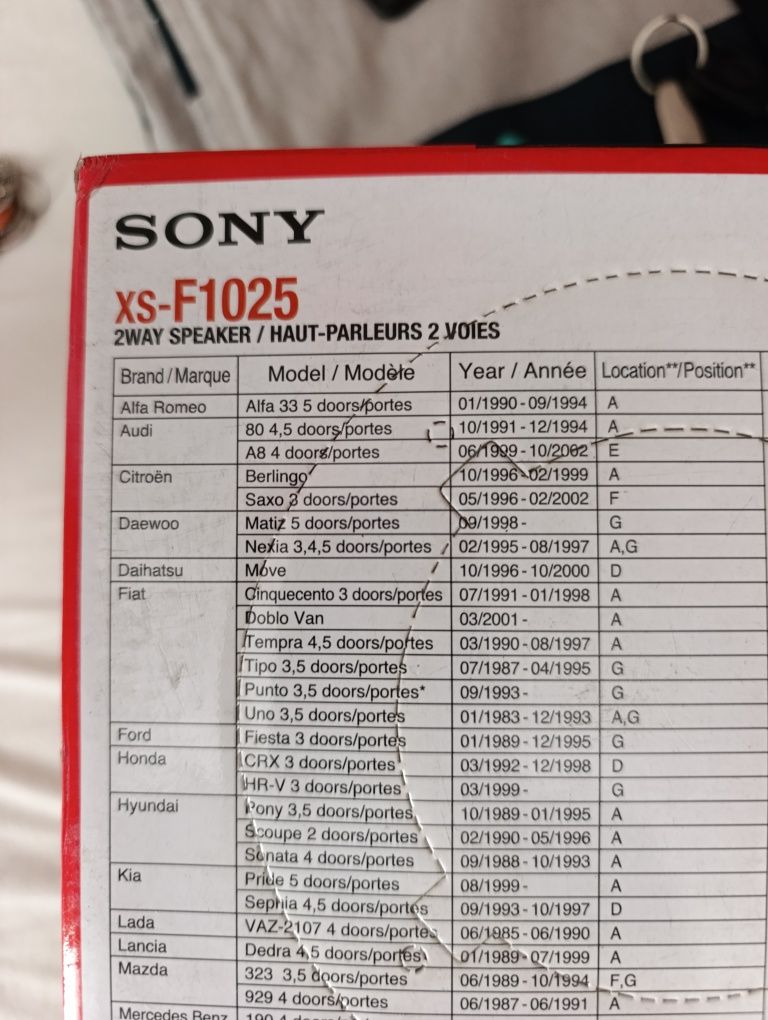 SONY
XS-F1025
2WAY SPEAKER / HAUT-PARLEURS 2 VOIES
Brand / Marque Model / Modèle Year / Année Location**/Position**
Alfa Romeo Alfa 33 5 doors/portes 01/1990 - 09/1994 A
Audi 80 4,5 doors/portes 10/1991 - 12/1994 A
A8 4 doors/portes 06/1999 - 10/2002 E
Citroën Berlingo 10/1996 - 02/1999 A
Saxo 3 doors/portes 05/1996 - 02/2002 F
Daewoo Matiz 5 doors/portes 09/1998 - G
Nexia 3,4,5 doors/portes 02/1995 - 08/1997 A,G
Daihatsu Move 10/1996 - 10/2000 D
Fiat Cinquecento 3 doors/portes 07/1991 - 01/1998 A
Doblo Van 03/2001 - A
Tempra 4,5 doors/portes 03/1990 - 08/1997 A
Tipo 3,5 doors/portes 07/1987 - 04/1995 G
Punto 3,5 doors/portes* 09/1993 - G
Uno 3,5 doors/portes 01/1983 - 12/1993 A,G
Ford Fiesta 3 doors/portes 01/1989 - 12/1995 G
Honda CRX 3 doors/portes 03/1992 - 12/1998 D
HR-V 3 doors/portes 03/1999 - G
Hyundai Pony 3,5 doors/portes 10/1989 - 01/1995 A
Scoupe 2 doors/portes 02/1990 - 05/1996 A
Sonata 4 doors/portes 09/1988 - 10/1993 A
Kia Pride 5 doors/portes 08/1999 - A
Sephia 4,5 doors/portes 09/1993 - 10/1997 D
Lada VAZ-2107 4 doors/portes 06/1985 - 06/1990 A
Lancia Dedra 4,5 doors/portes 01/1989 - 07/1999 A
Mazda 323 3,5 doors/portes 06/1989 - 10/1994 F,G
929 4 doors/portes 06/1987 - 06/1991 A
Mercedes Benz 190 4 doors/portes